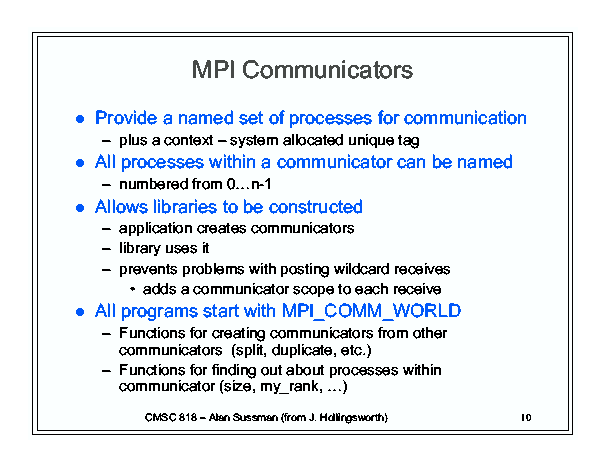 MPI Communicators
● Provide a named set of processes for communication
– plus a context – system allocated unique tag
● All processes within a communicator can be named
– numbered from 0…n-1
● Allows libraries to be constructed
– application creates communicators
– library uses it
– prevents problems with posting wildcard receives
• adds a communicator scope to each receive
● All programs start with MPI_COMM_WORLD
– Functions for creating communicators from other
communicators (split, duplicate, etc.)
– Functions for finding out about processes within
communicator (size, my_rank, …)
CMSC 818 – Alan Sussman (from J. Hollingsworth) 10